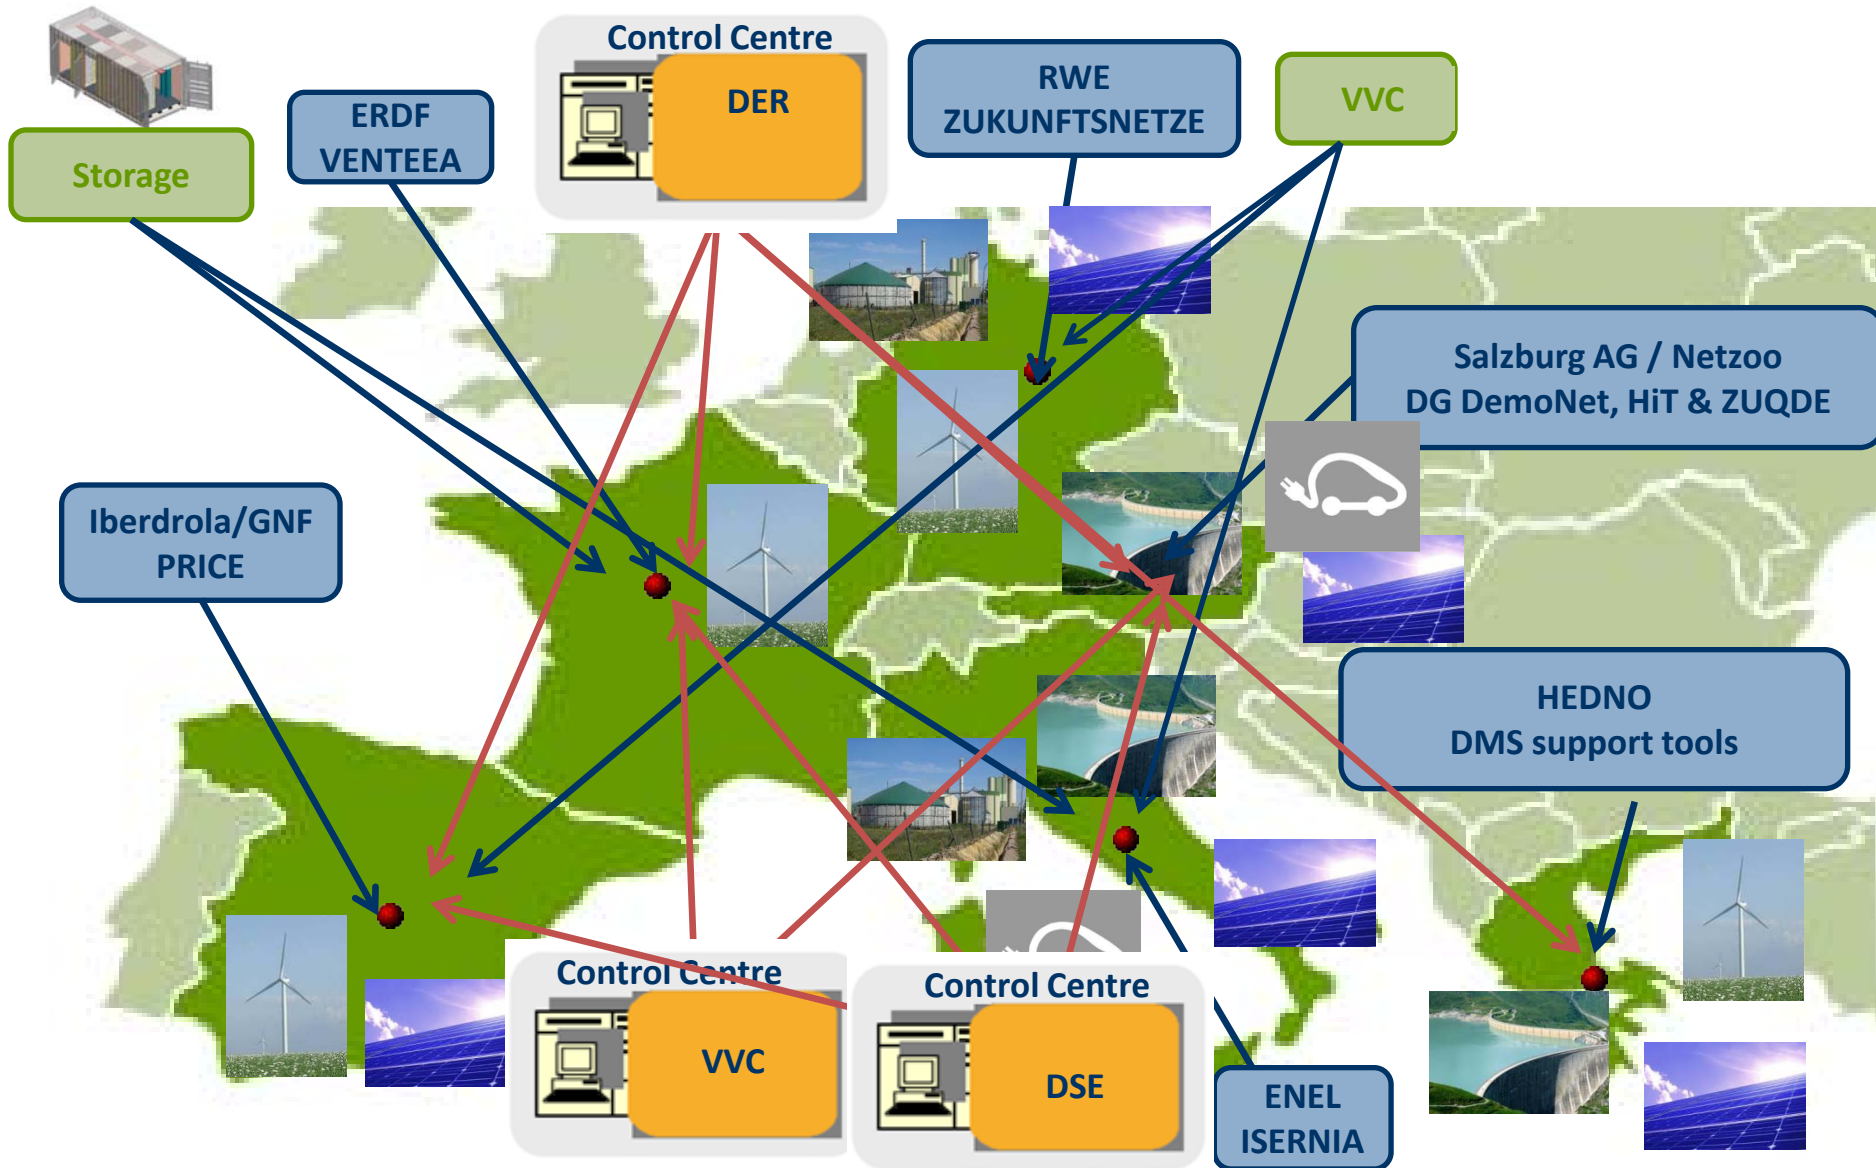 Control Centre
DER
RWE
ZUKUNFTSNETZE
VVC
ERDF
VENTEEA
Storage
Salzburg AG / Netzoo
DG DemoNet, HiT & ZUQDE
Iberdrola/GNF
PRICE
HEDNO
DMS support tools
Control Centre
VVC
Control Centre
DSE
ENEL
ISERNIA